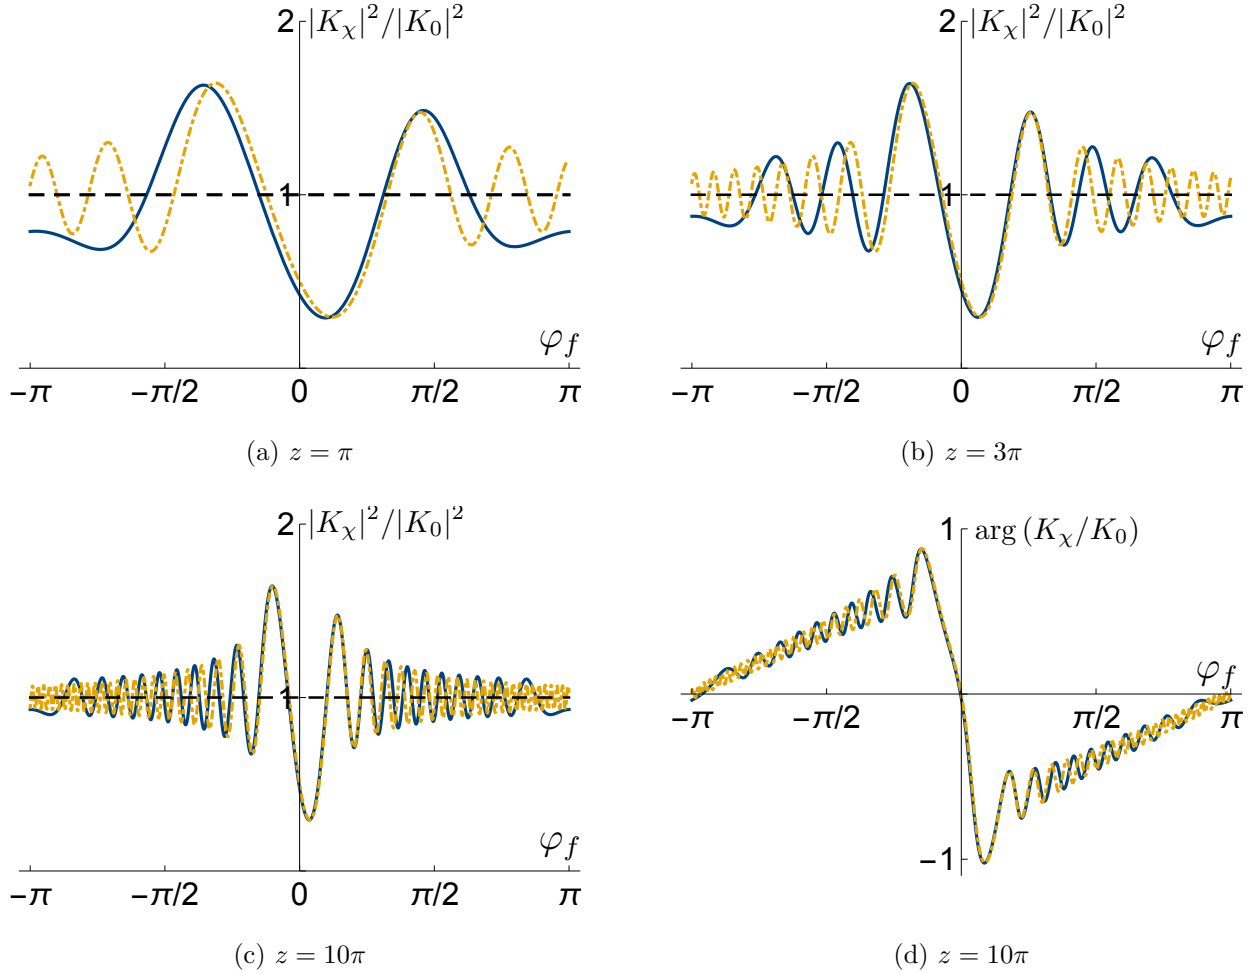 2 |K_χ|²/|K_0|²
1
φ_f
−π −π/2 0 π/2 π
(a) z = π
2 |K_χ|²/|K_0|²
1
φ_f
−π −π/2 0 π/2 π
(b) z = 3π
2 |K_χ|²/|K_0|²
1
φ_f
−π −π/2 0 π/2 π
(c) z = 10π
1 arg (K_χ/K_0)
φ_f
−π −π/2 π/2 π
−1
(d) z = 10π